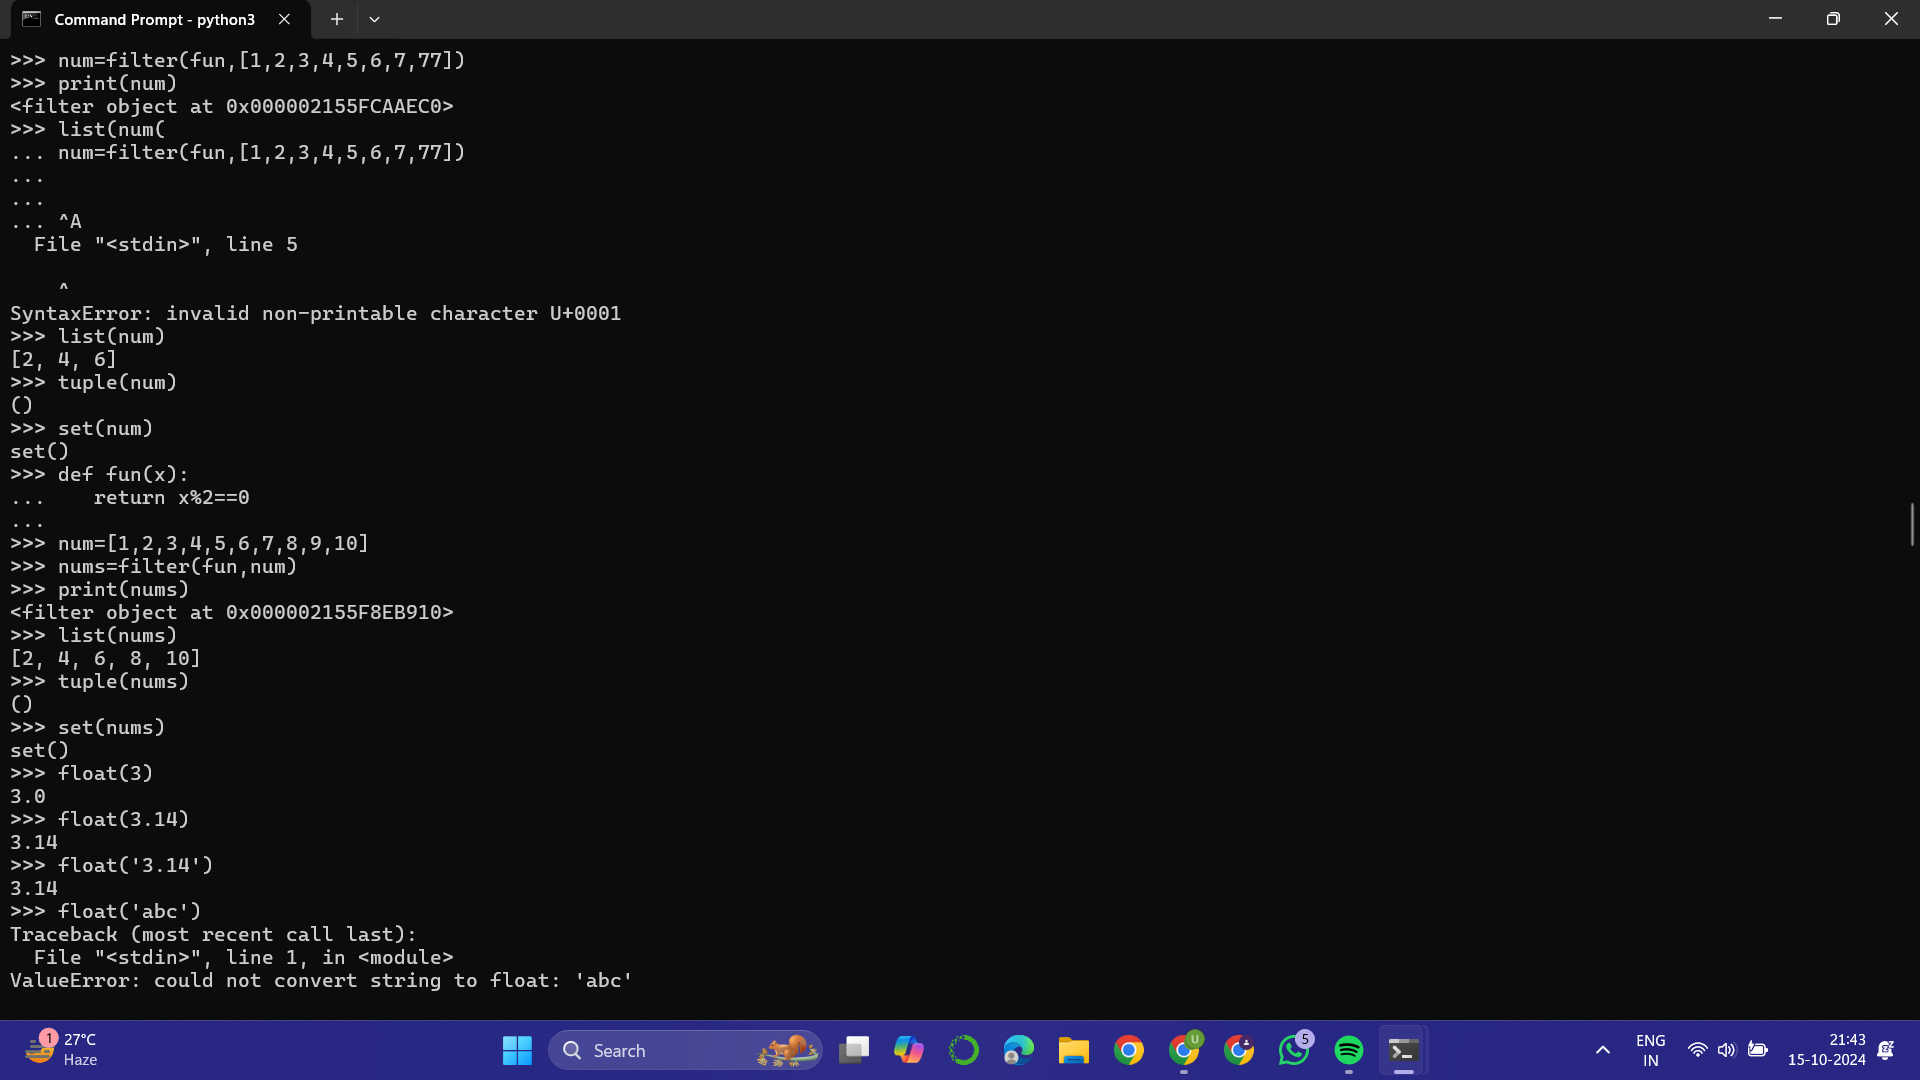 Command Prompt - python3
>>> num=filter(fun,[1,2,3,4,5,6,7,77])
>>> print(num)
<filter object at 0x000002155FCAAEC0>
>>> list(num(
... num=filter(fun,[1,2,3,4,5,6,7,77])
...
...
... ^A
  File "<stdin>", line 5

    ^
SyntaxError: invalid non-printable character U+0001
>>> list(num)
[2, 4, 6]
>>> tuple(num)
()
>>> set(num)
set()
>>> def fun(x):
...    return x%2==0
...
>>> num=[1,2,3,4,5,6,7,8,9,10]
>>> nums=filter(fun,num)
>>> print(nums)
<filter object at 0x000002155F8EB910>
>>> list(nums)
[2, 4, 6, 8, 10]
>>> tuple(nums)
()
>>> set(nums)
set()
>>> float(3)
3.0
>>> float(3.14)
3.14
>>> float('3.14')
3.14
>>> float('abc')
Traceback (most recent call last):
  File "<stdin>", line 1, in <module>
ValueError: could not convert string to float: 'abc'
1
27°C
Haze
Search
U
5
ENG
IN
21:43
15-10-2024